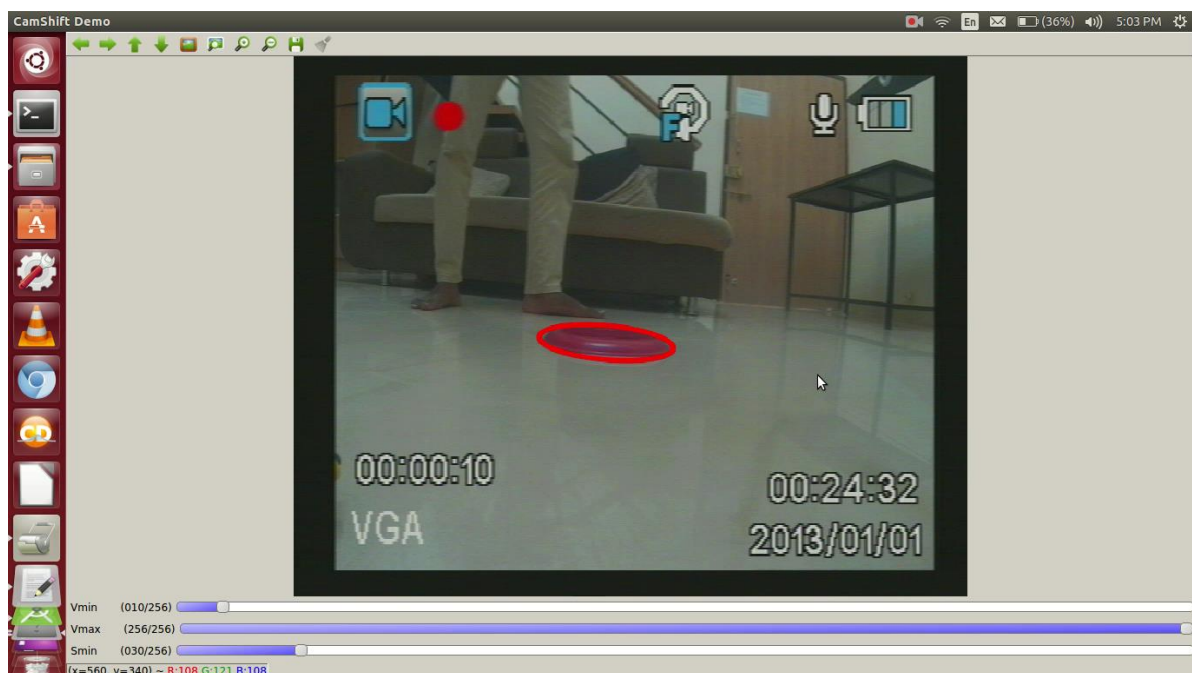 CamShift Demo
En
(36%)
5:03 PM
F
00:00:10
00:24:32
VGA
2013/01/01
Vmin (010/256)
Vmax (256/256)
Smin (030/256)
(x=560, y=340) ~ R:108 G:121 B:108